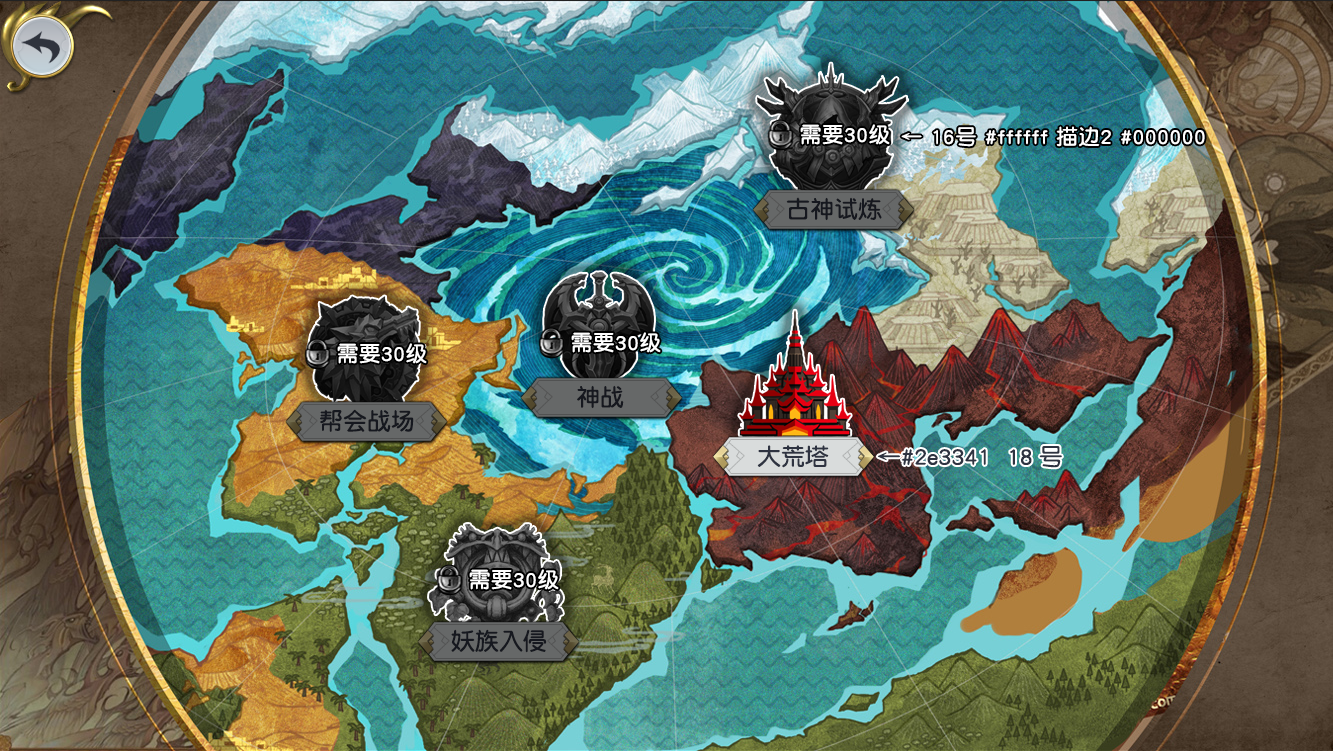 需要30级 ← 16号 #ffffff 描边2 #000000
古神试炼
需要30级
神战
需要30级
帮会战场
大荒塔 ←#2e3341 18 号
需要30级
妖族入侵